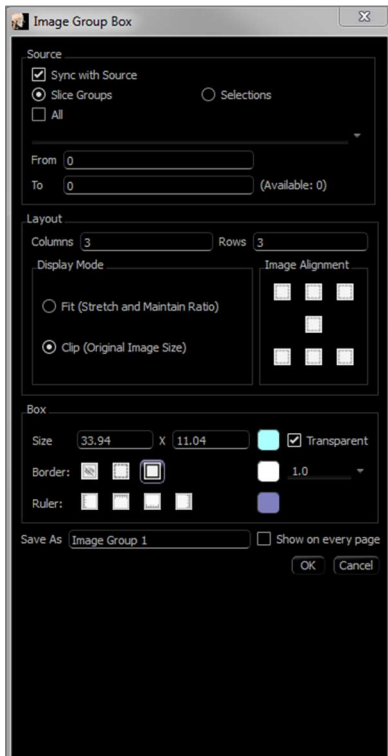 Image Group Box
Source
Sync with Source
Slice Groups Selections
All
From 0
To 0 (Available: 0)
Layout
Columns 3 Rows 3
Display Mode Image Alignment
Fit (Stretch and Maintain Ratio)
Clip (Original Image Size)
Box
Size 33.94 X 11.04 Transparent
Border: 1.0
Ruler:
Save As Image Group 1 Show on every page
OK Cancel